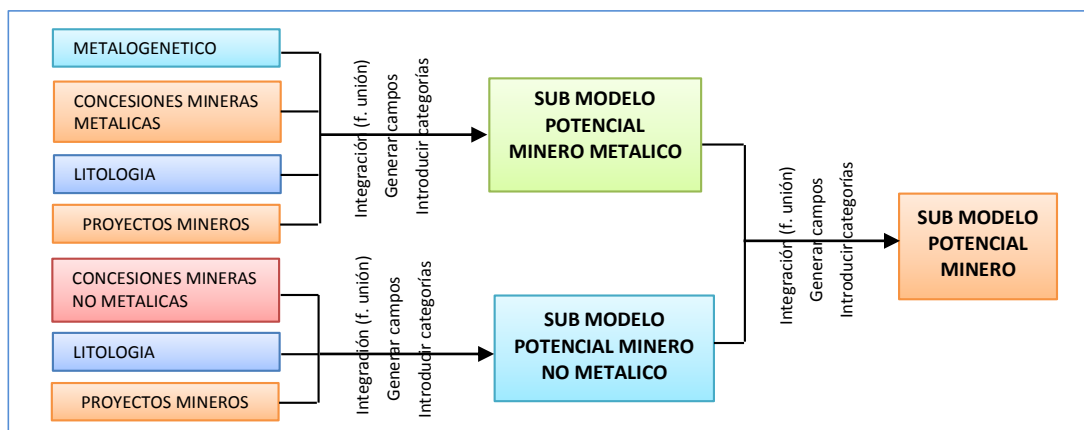 METALOGENETICO
CONCESIONES MINERAS
METALICAS
LITOLOGIA
PROYECTOS MINEROS
Integración (f. unión)
Generar campos
Introducir categorías
SUB MODELO
POTENCIAL
MINERO METALICO
CONCESIONES MINERAS
NO METALICAS
LITOLOGIA
PROYECTOS MINEROS
Integración (f. unión)
Generar campos
Introducir categorías
SUB MODELO
POTENCIAL MINERO
NO METALICO
Integración (f. unión)
Generar campos
Introducir categorías
SUB MODELO
POTENCIAL
MINERO